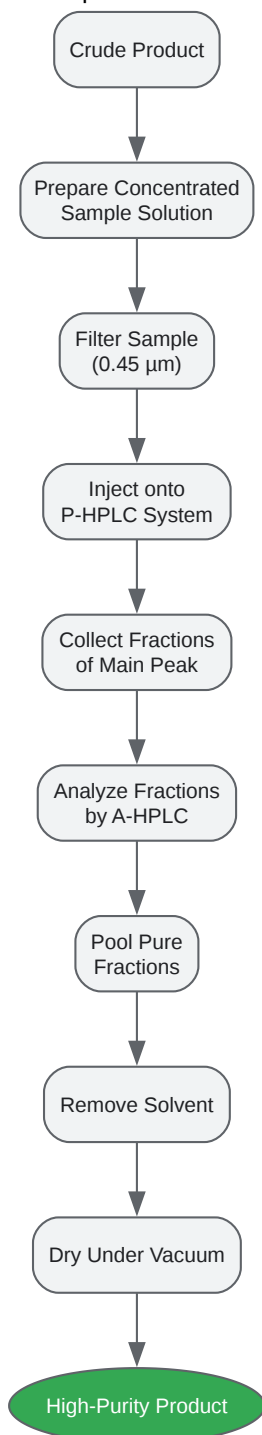 Crude Product
Prepare Concentrated
Sample Solution
Filter Sample
(0.45 µm)
Inject onto
P-HPLC System
Collect Fractions
of Main Peak
Analyze Fractions
by A-HPLC
Pool Pure
Fractions
Remove Solvent
Dry Under Vacuum
High-Purity Product